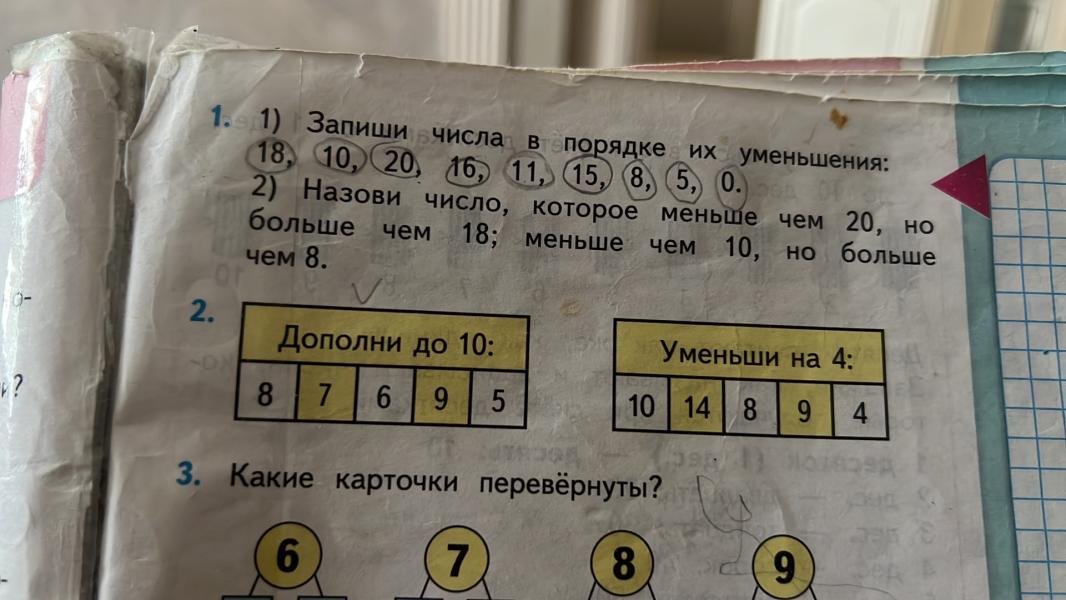 1. 1) Запиши числа в порядке их уменьшения:
18, 10, 20, 16, 11, 15, 8, 5, 0.
2) Назови число, которое меньше чем 20, но
больше чем 18; меньше чем 10, но больше
чем 8.
2.
Дополни до 10:
8 7 6 9 5
Уменьши на 4:
10 14 8 9 4
3. Какие карточки перевёрнуты?
6 7 8 9